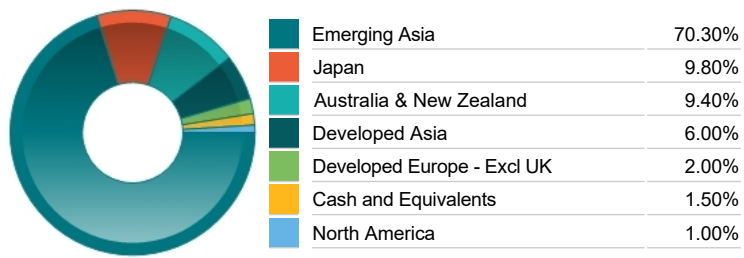 Emerging Asia 70.30%
Japan 9.80%
Australia & New Zealand 9.40%
Developed Asia 6.00%
Developed Europe - Excl UK 2.00%
Cash and Equivalents 1.50%
North America 1.00%